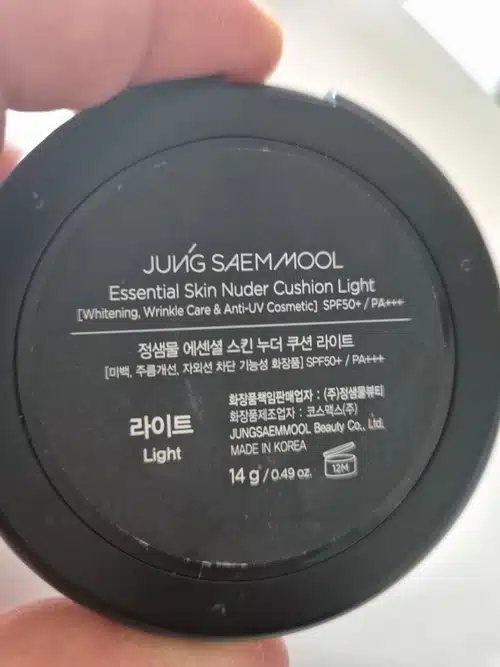 JUNG SAEM MOOL
Essential Skin Nuder Cushion Light
[Whitening, Wrinkle Care & Anti-UV Cosmetic] SPF50+ / PA+++
정샘물 에센셜 스킨 누더 쿠션 라이트
[미백, 주름개선, 자외선 차단 기능성 화장품] SPF50+ / PA+++
라이트
Light
화장품책임판매업자 : (주)정샘물뷰티
화장품제조업자 : 코스맥스(주)
JUNGSAEMMOOL Beauty Co., Ltd.
MADE IN KOREA
14 g / 0.49 oz.
12M